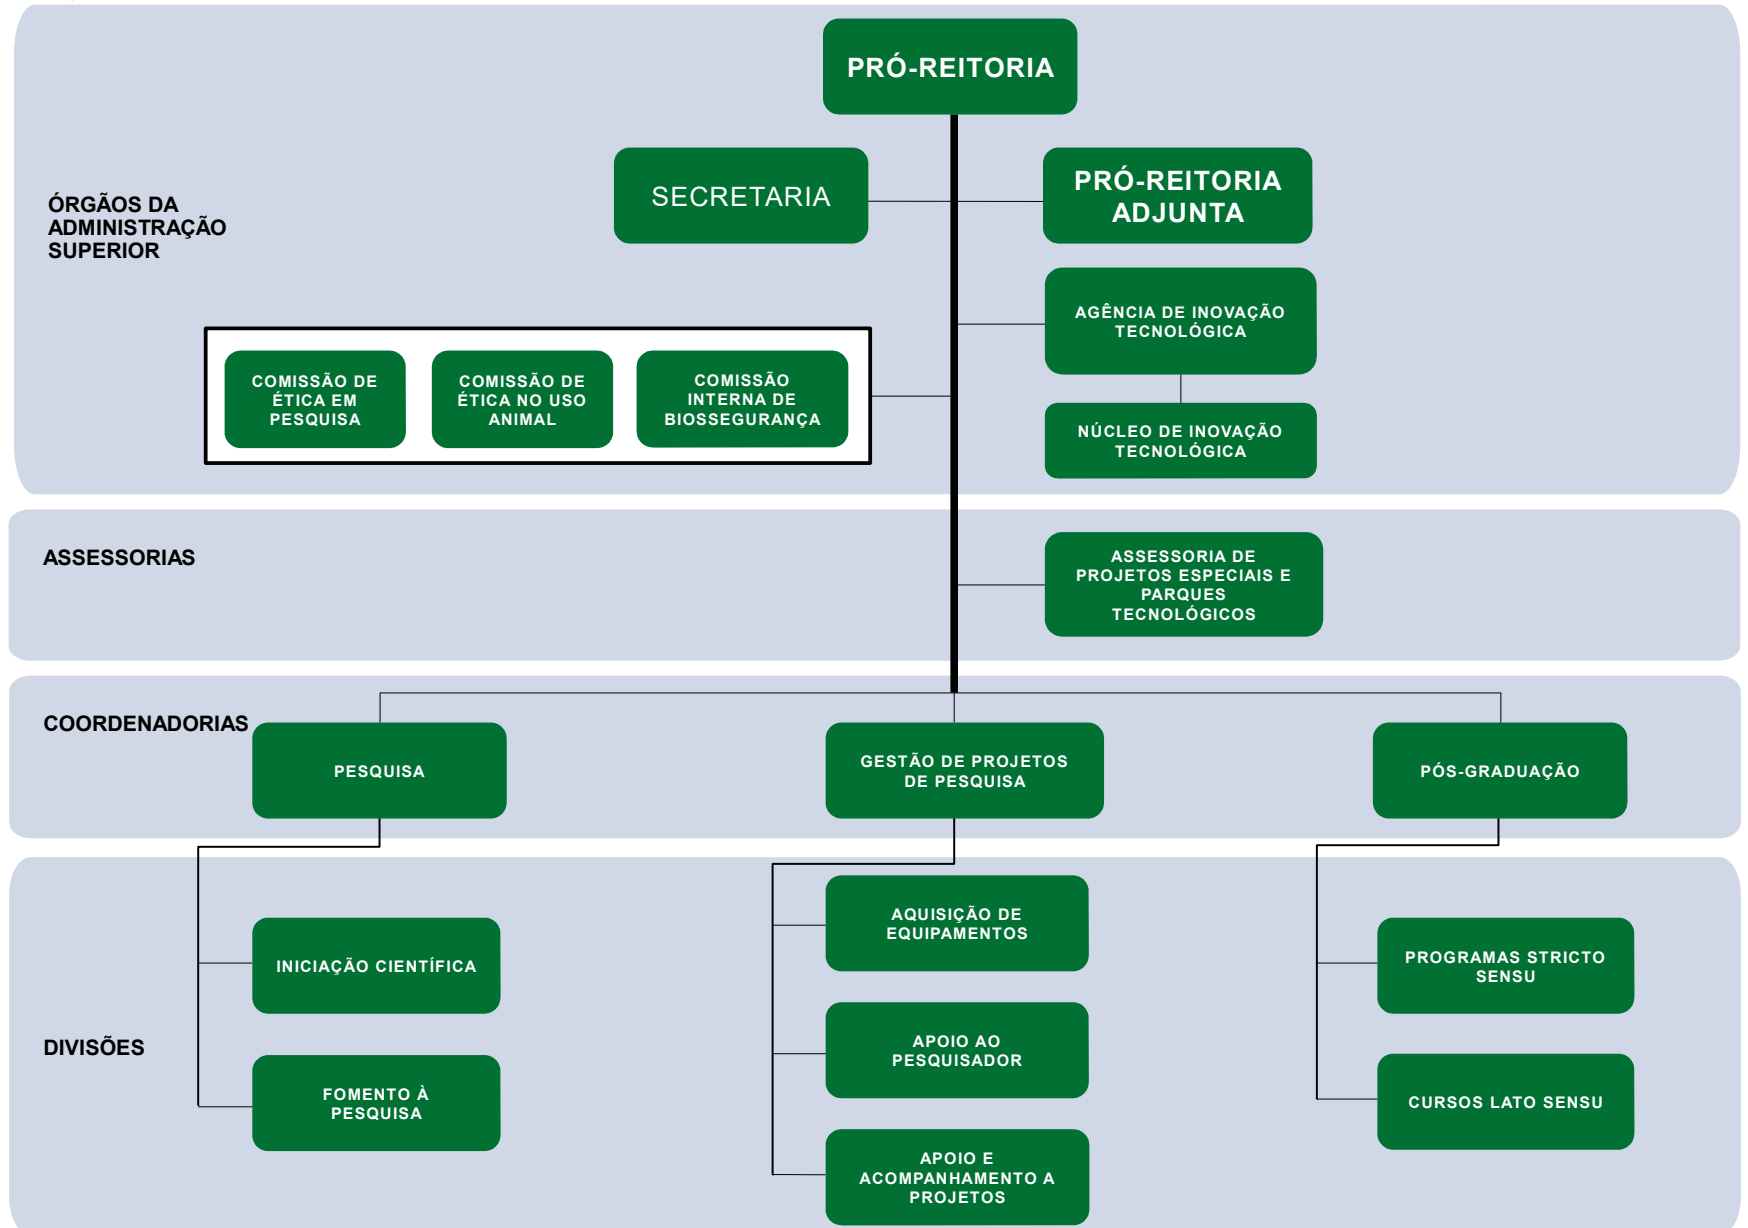 PRÓ-REITORIA
SECRETARIA
PRÓ-REITORIA
ADJUNTA
ÓRGÃOS DA
ADMINISTRAÇÃO
SUPERIOR
AGÊNCIA DE INOVAÇÃO
TECNOLÓGICA
COMISSÃO DE
ÉTICA EM
PESQUISA
COMISSÃO DE
ÉTICA NO USO
ANIMAL
COMISSÃO
INTERNA DE
BIOSSEGURANÇA
NÚCLEO DE INOVAÇÃO
TECNOLÓGICA
ASSESSORIAS
ASSESSORIA DE
PROJETOS ESPECIAIS E
PARQUES
TECNOLÓGICOS
COORDENADORIAS
PESQUISA
GESTÃO DE PROJETOS
DE PESQUISA
PÓS-GRADUAÇÃO
DIVISÕES
INICIAÇÃO CIENTÍFICA
FOMENTO À
PESQUISA
AQUISIÇÃO DE
EQUIPAMENTOS
APOIO AO
PESQUISADOR
APOIO E
ACOMPANHAMENTO A
PROJETOS
PROGRAMAS STRICTO
SENSU
CURSOS LATO SENSU